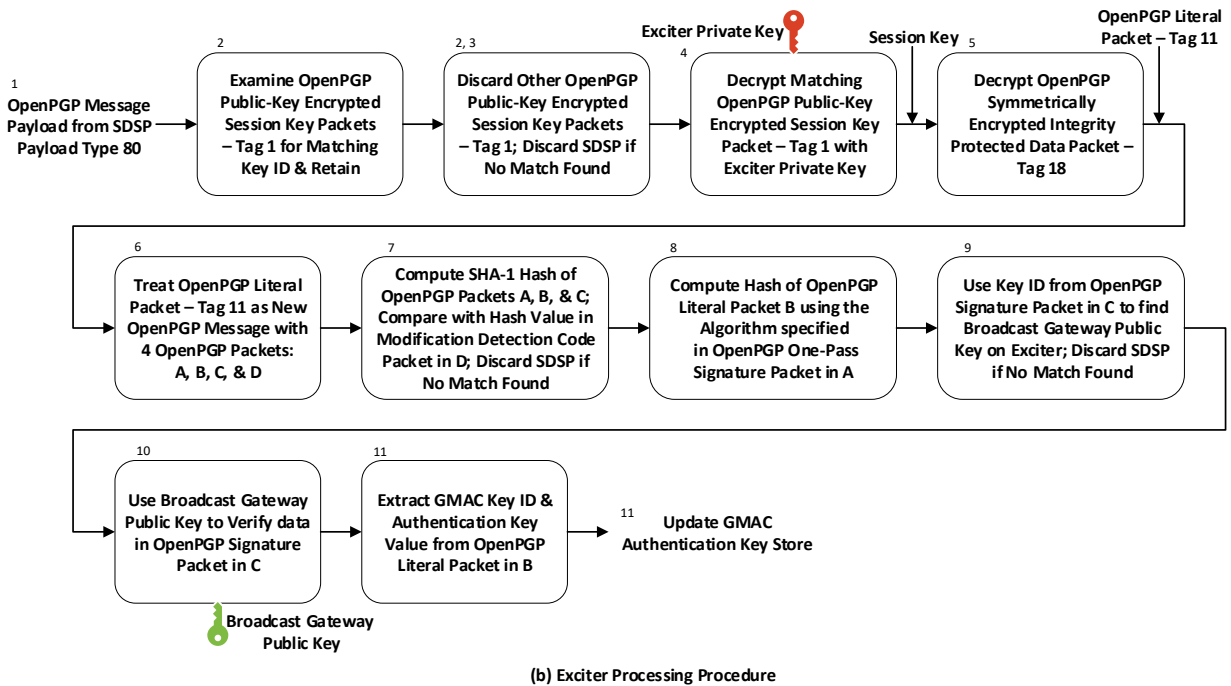 1
OpenPGP Message
Payload from SDSP
Payload Type 80
2
Examine OpenPGP
Public-Key Encrypted
Session Key Packets
– Tag 1 for Matching
Key ID & Retain
2, 3
Discard Other OpenPGP
Public-Key Encrypted
Session Key Packets
– Tag 1; Discard SDSP if
No Match Found
Exciter Private Key
4
Decrypt Matching
OpenPGP Public-Key
Encrypted Session Key
Packet – Tag 1 with
Exciter Private Key
Session Key
5
Decrypt OpenPGP
Symmetrically
Encrypted Integrity
Protected Data Packet –
Tag 18
OpenPGP Literal
Packet – Tag 11
6
Treat OpenPGP Literal
Packet – Tag 11 as New
OpenPGP Message with
4 OpenPGP Packets:
A, B, C, & D
7
Compute SHA-1 Hash of
OpenPGP Packets A, B, & C;
Compare with Hash Value in
Modification Detection Code
Packet in D; Discard SDSP if
No Match Found
8
Compute Hash of OpenPGP
Literal Packet B using the
Algorithm specified
in OpenPGP One-Pass
Signature Packet in A
9
Use Key ID from OpenPGP
Signature Packet in C to find
Broadcast Gateway Public
Key on Exciter; Discard SDSP
if No Match Found
10
Use Broadcast Gateway
Public Key to Verify data
in OpenPGP Signature
Packet in C
Broadcast Gateway
Public Key
11
Extract GMAC Key ID &
Authentication Key
Value from OpenPGP
Literal Packet in B
11
Update GMAC
Authentication Key Store
(b) Exciter Processing Procedure